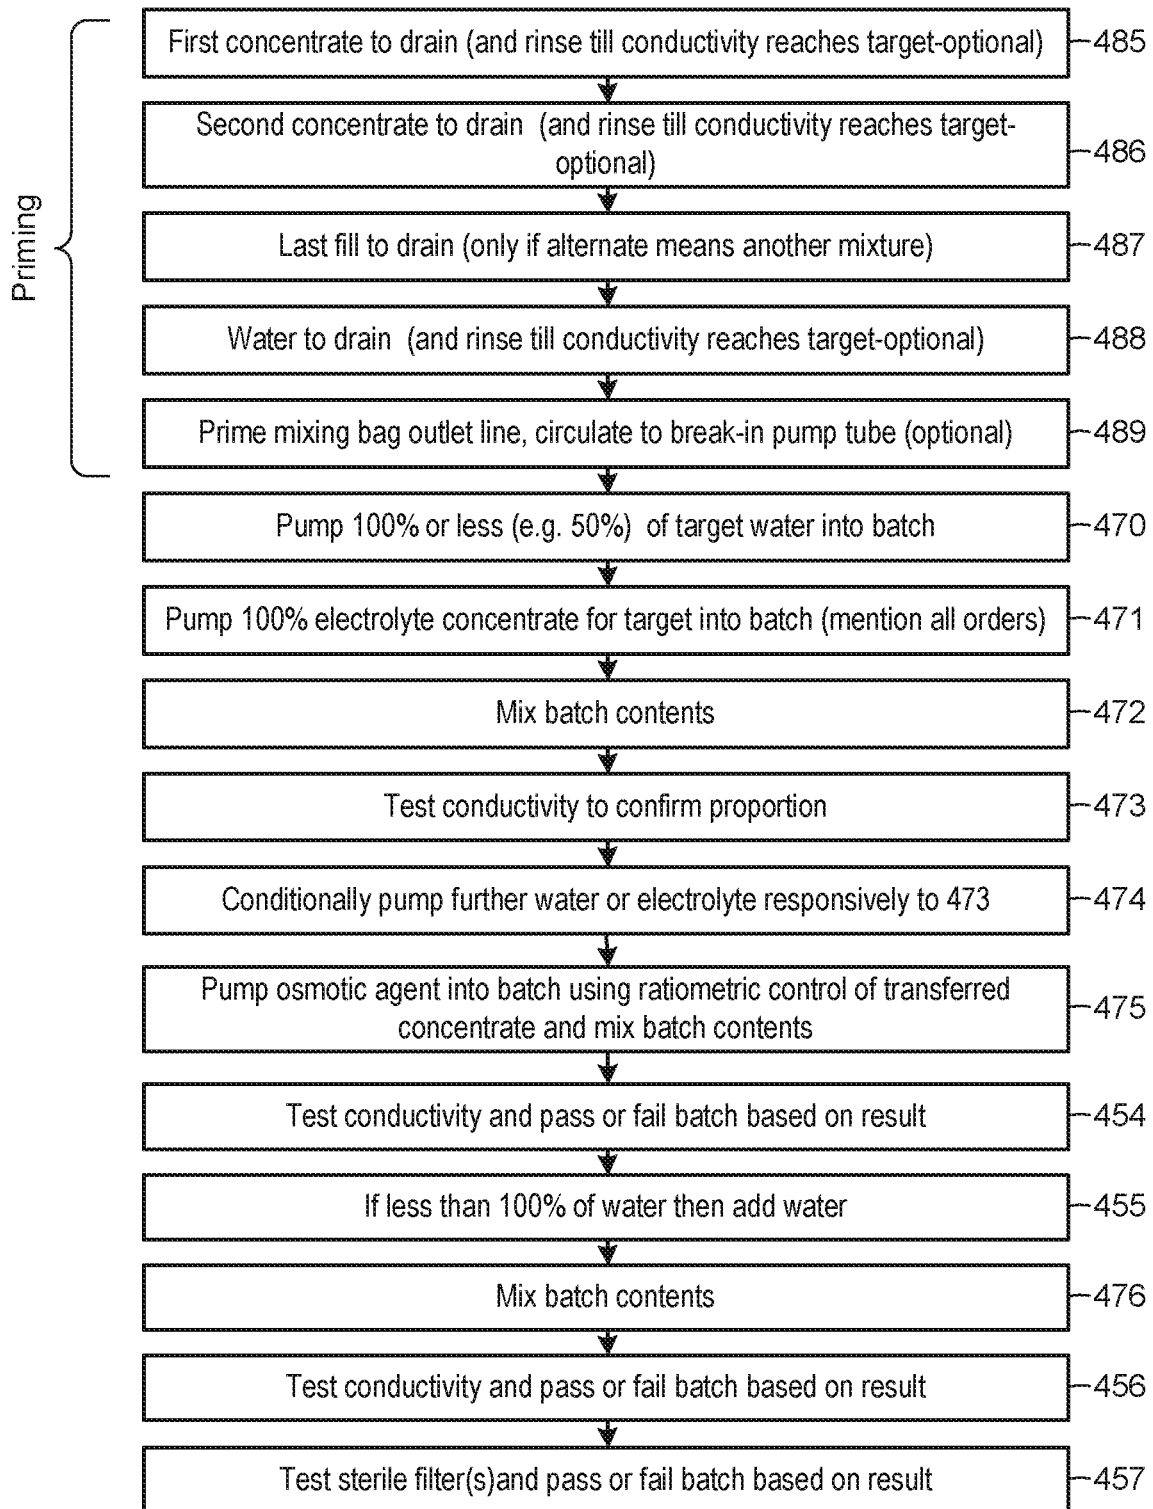 Priming
First concentrate to drain (and rinse till conductivity reaches target-optional)
485
Second concentrate to drain (and rinse till conductivity reaches target-
optional)
486
Last fill to drain (only if alternate means another mixture)
487
Water to drain (and rinse till conductivity reaches target-optional)
488
Prime mixing bag outlet line, circulate to break-in pump tube (optional)
489
Pump 100% or less (e.g. 50%) of target water into batch
470
Pump 100% electrolyte concentrate for target into batch (mention all orders)
471
Mix batch contents
472
Test conductivity to confirm proportion
473
Conditionally pump further water or electrolyte responsively to 473
474
Pump osmotic agent into batch using ratiometric control of transferred
concentrate and mix batch contents
475
Test conductivity and pass or fail batch based on result
454
If less than 100% of water then add water
455
Mix batch contents
476
Test conductivity and pass or fail batch based on result
456
Test sterile filter(s)and pass or fail batch based on result
457